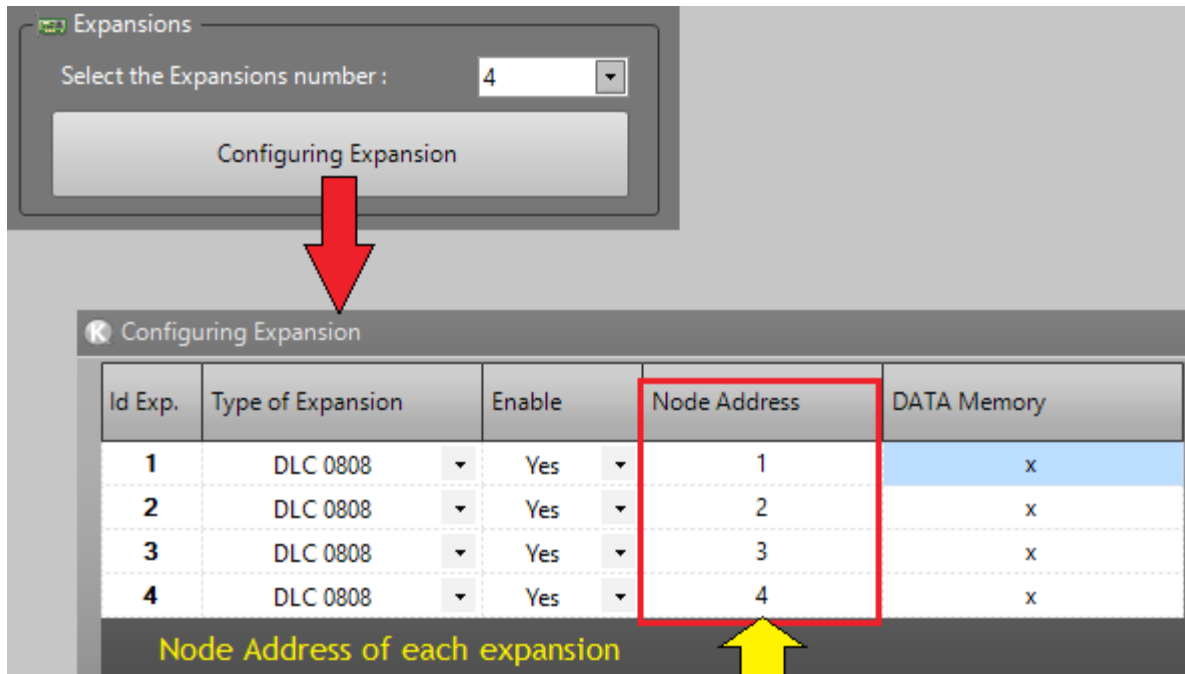 Expansions
Select the Expansions number : 4
Configuring Expansion
K Configuring Expansion
Id Exp. Type of Expansion Enable Node Address DATA Memory
1 DLC 0808 Yes 1 x
2 DLC 0808 Yes 2 x
3 DLC 0808 Yes 3 x
4 DLC 0808 Yes 4 x
Node Address of each expansion